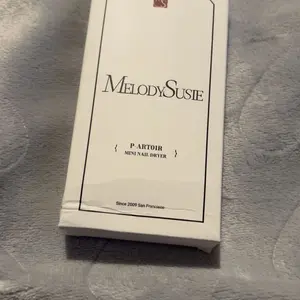 MELODYSUSIE
{ P·ARTOIR }
MINI NAIL DRYER
Since 2009 San Francisco